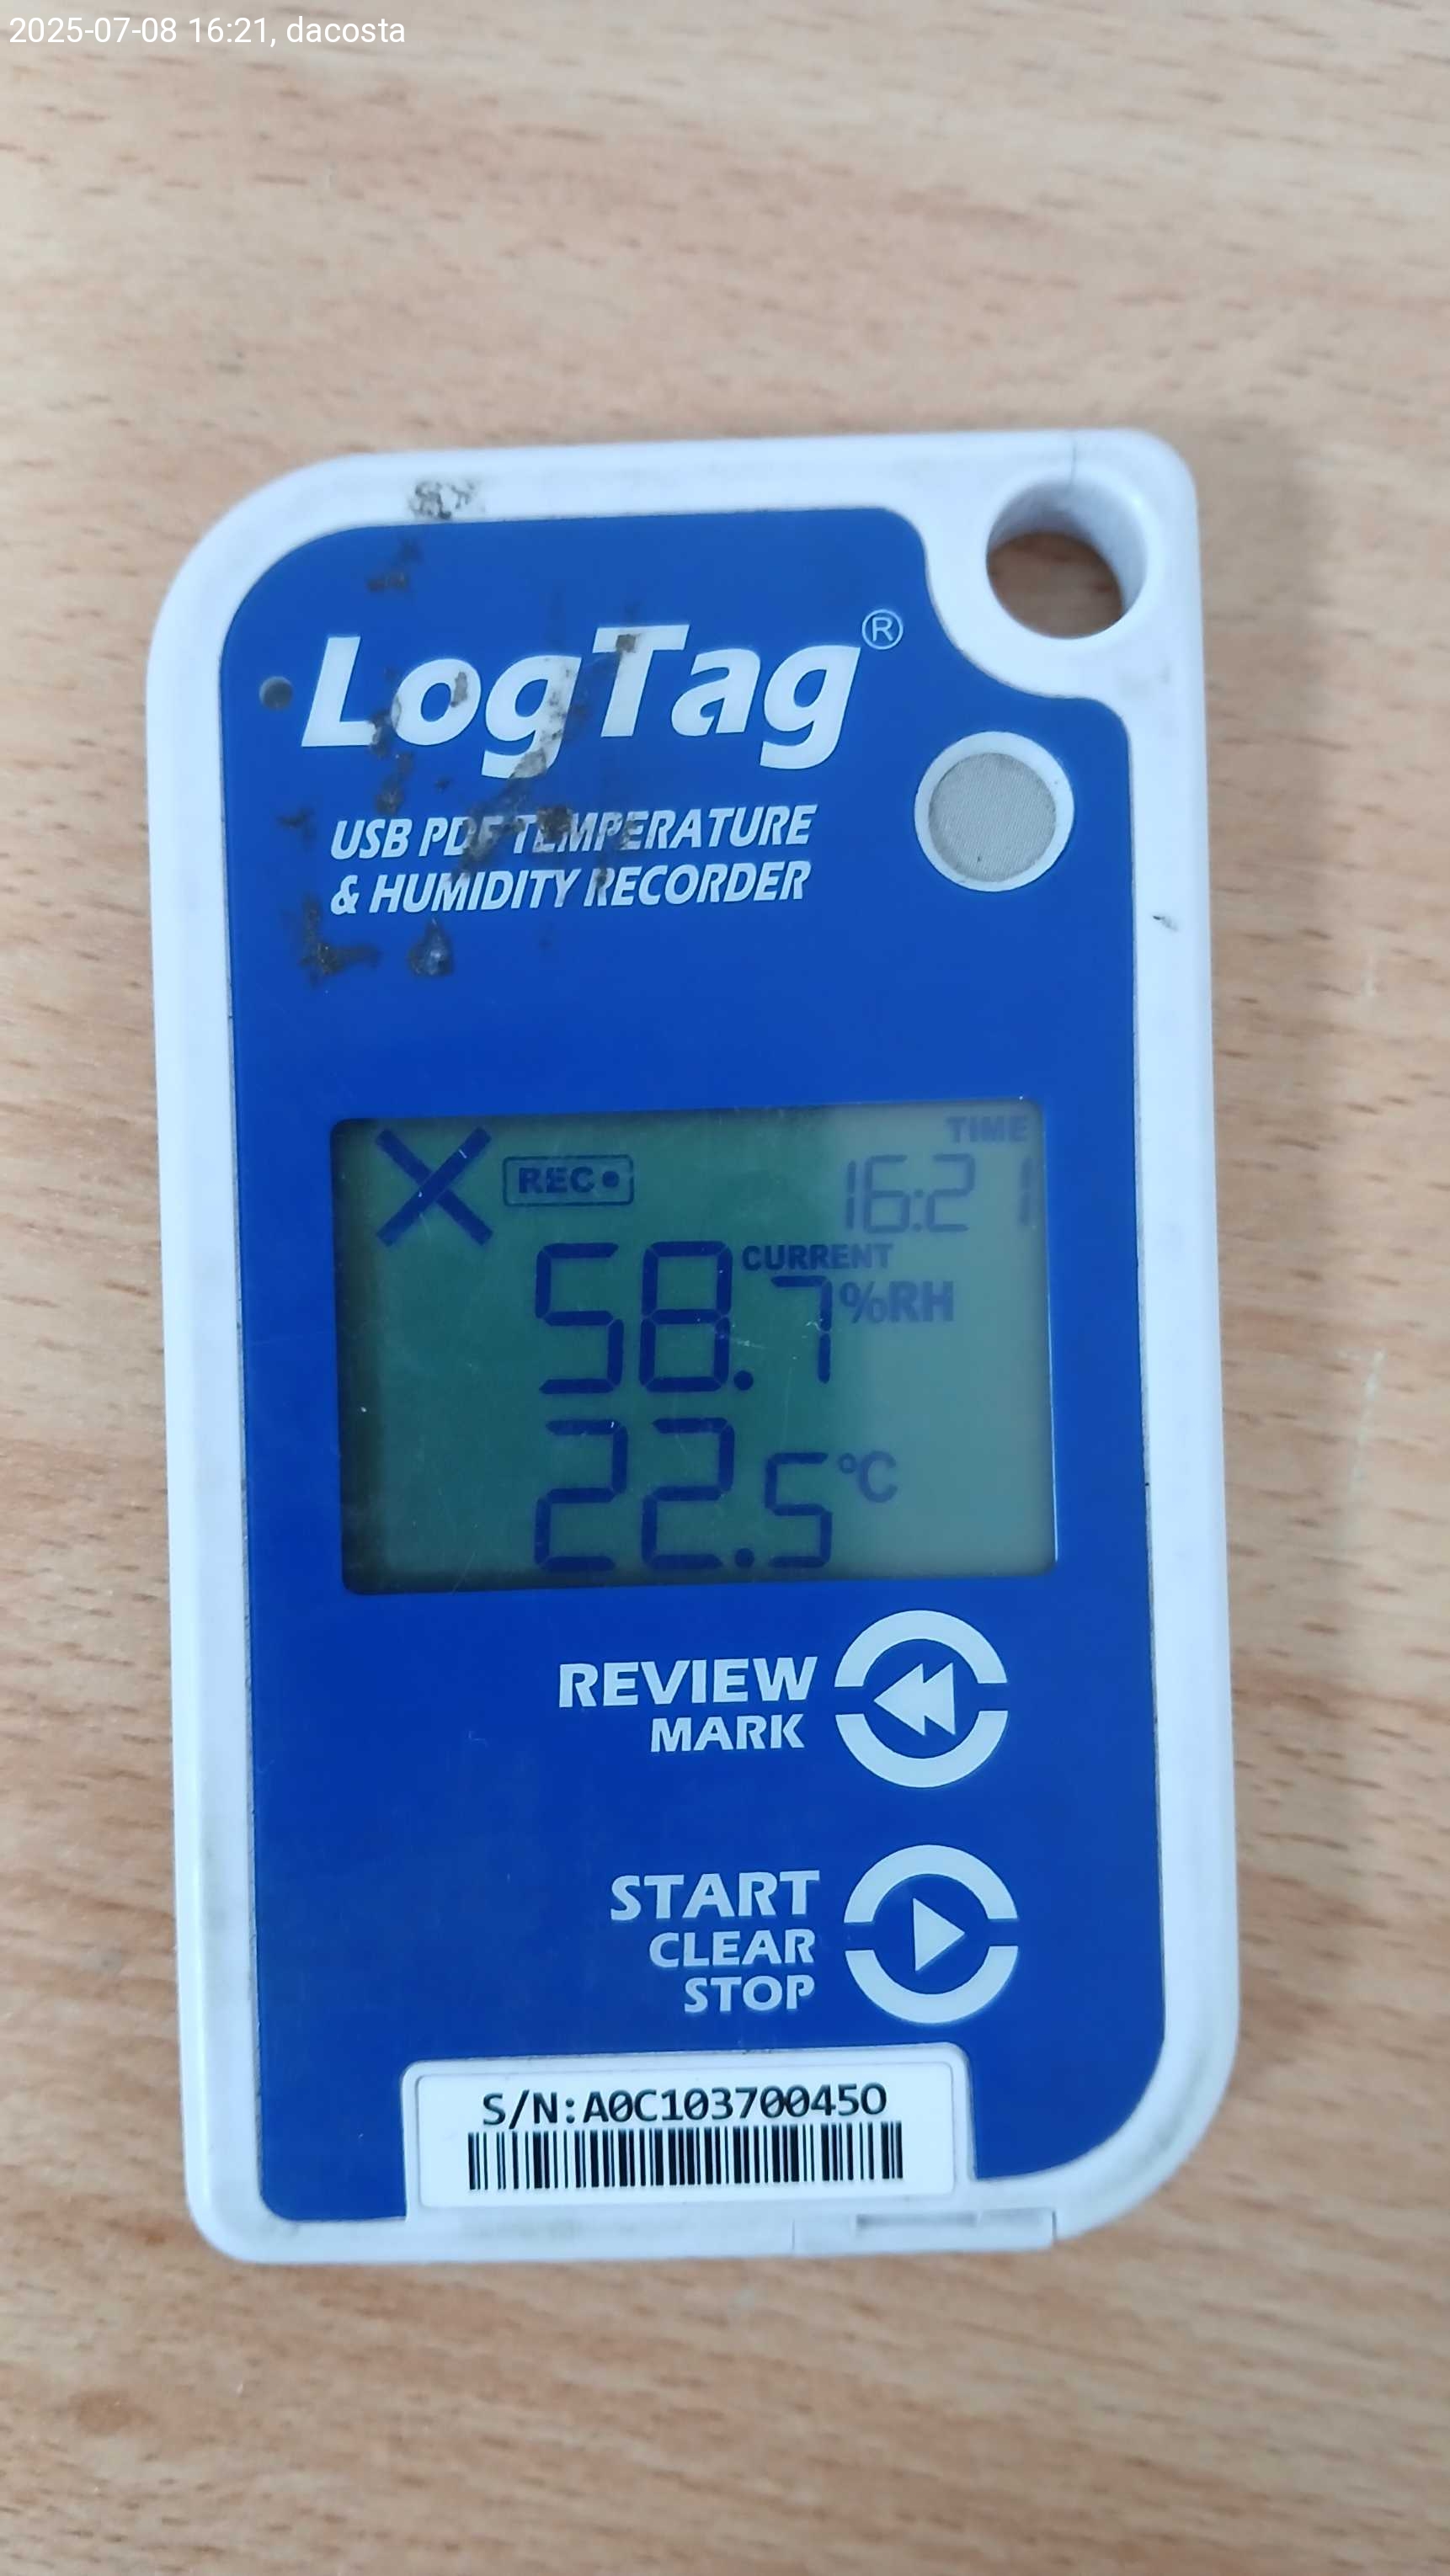 2025-07-08 16:21, dacosta
LogTag®
USB PDF TEMPERATURE
& HUMIDITY RECORDER
TIME
REC
16:21
CURRENT
58.7 %RH
22.5 °C
REVIEW
MARK
START
CLEAR
STOP
S/N:A0C10370045O